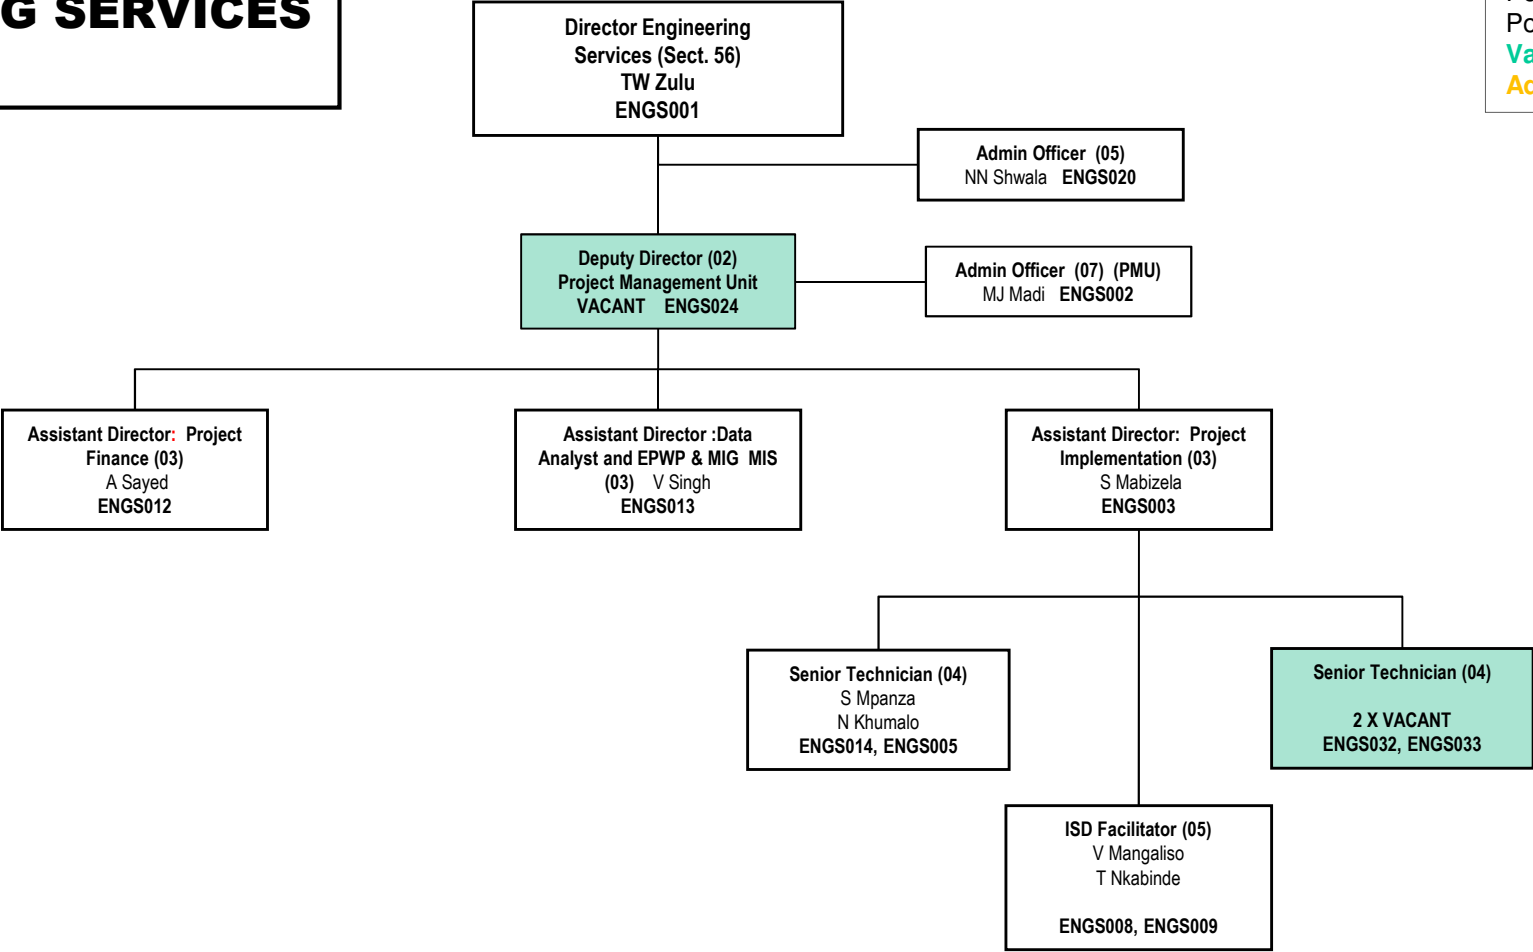 G SERVICES
Director Engineering
Services (Sect. 56)
TW Zulu
ENGS001
Admin Officer (05)
NN Shwala ENGS020
Deputy Director (02)
Project Management Unit
VACANT ENGS024
Admin Officer (07) (PMU)
MJ Madi ENGS002
Assistant Director: Project
Finance (03)
A Sayed
ENGS012
Assistant Director :Data
Analyst and EPWP & MIG MIS
(03) V Singh
ENGS013
Assistant Director: Project
Implementation (03)
S Mabizela
ENGS003
Senior Technician (04)
S Mpanza
N Khumalo
ENGS014, ENGS005
Senior Technician (04)
2 X VACANT
ENGS032, ENGS033
ISD Facilitator (05)
V Mangaliso
T Nkabinde
ENGS008, ENGS009